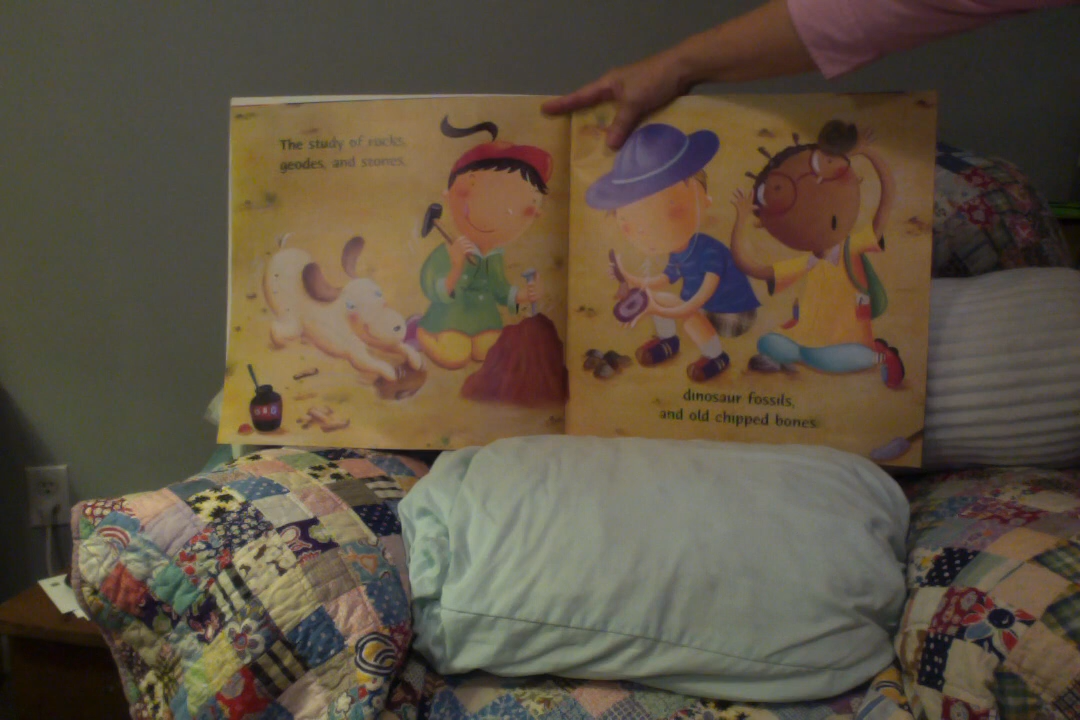 The study of rocks,
geodes, and stones,
dinosaur fossils,
and old chipped bones.